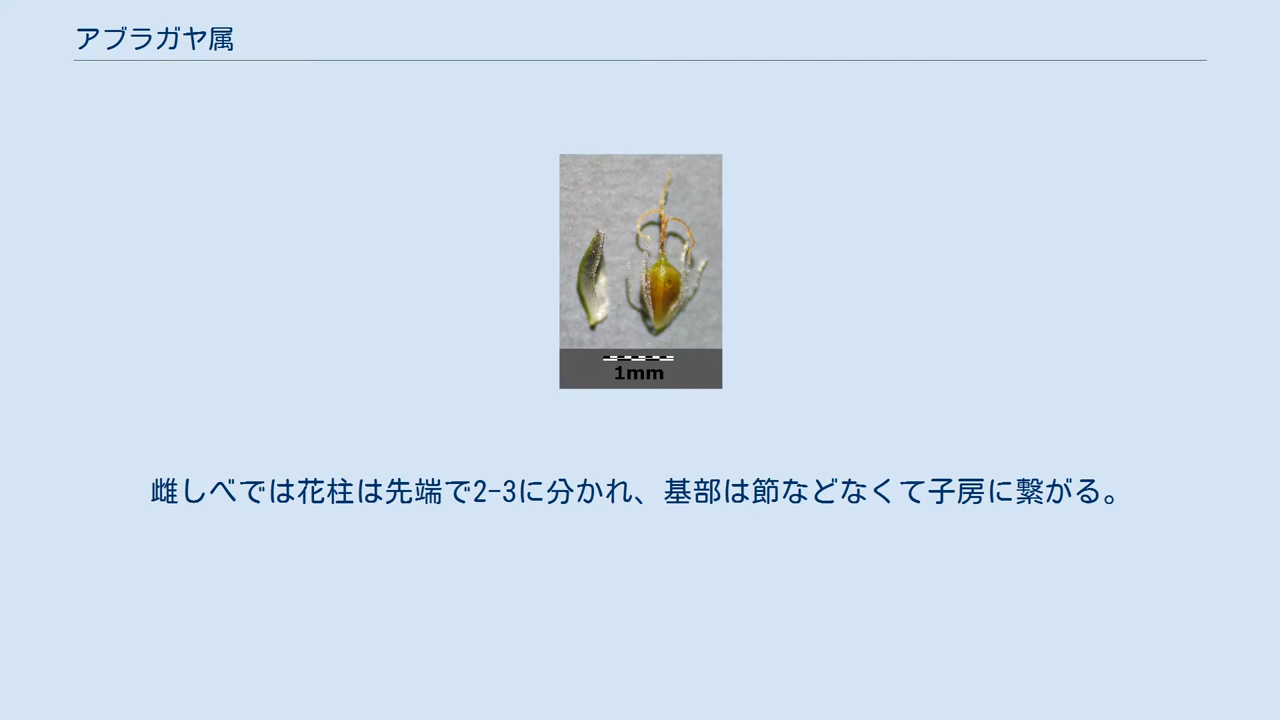 アブラガヤ属
1mm
雌しべでは花柱は先端で2-3に分かれ、基部は節などなくて子房に繋がる。